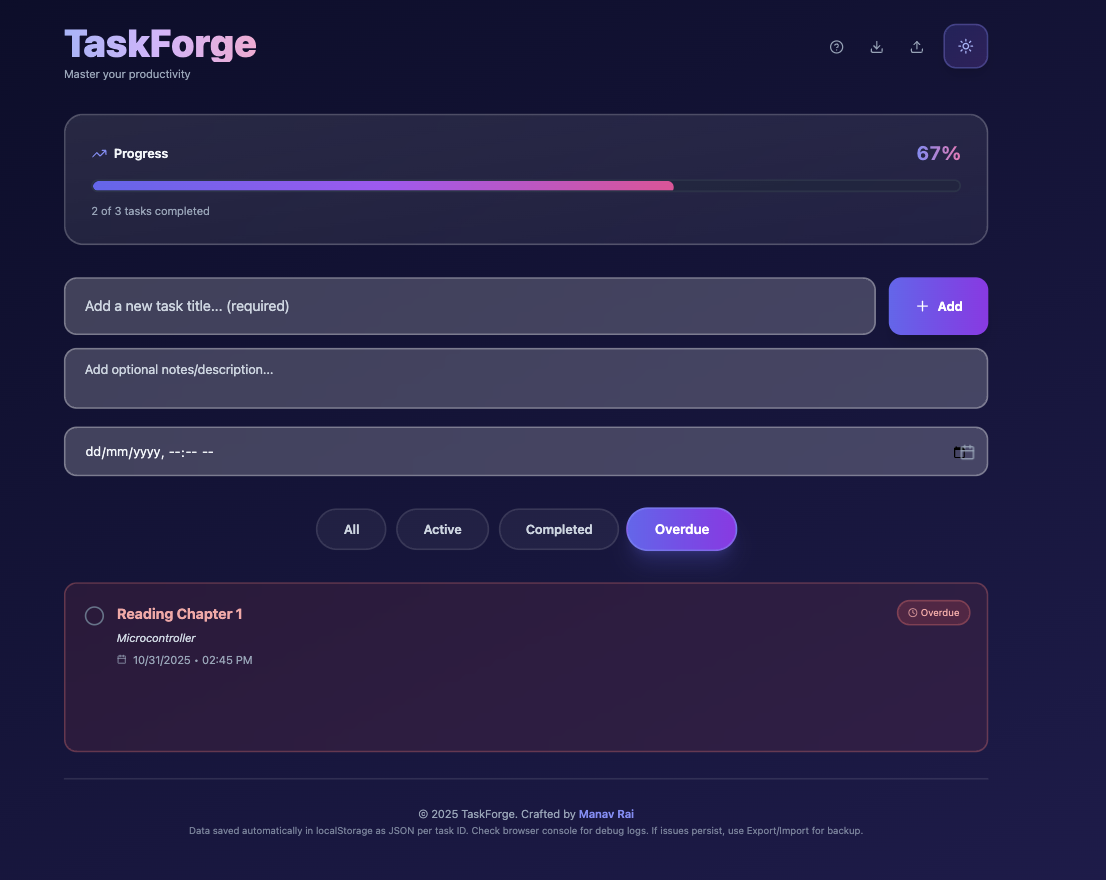 TaskForge
Master your productivity
Progress
67%
2 of 3 tasks completed
Add a new task title... (required)
Add
Add optional notes/description...
dd/mm/yyyy, --:-- --
All
Active
Completed
Overdue
Reading Chapter 1
Overdue
Microcontroller
10/31/2025 • 02:45 PM
© 2025 TaskForge. Crafted by Manav Rai
Data saved automatically in localStorage as JSON per task ID. Check browser console for debug logs. If issues persist, use Export/Import for backup.